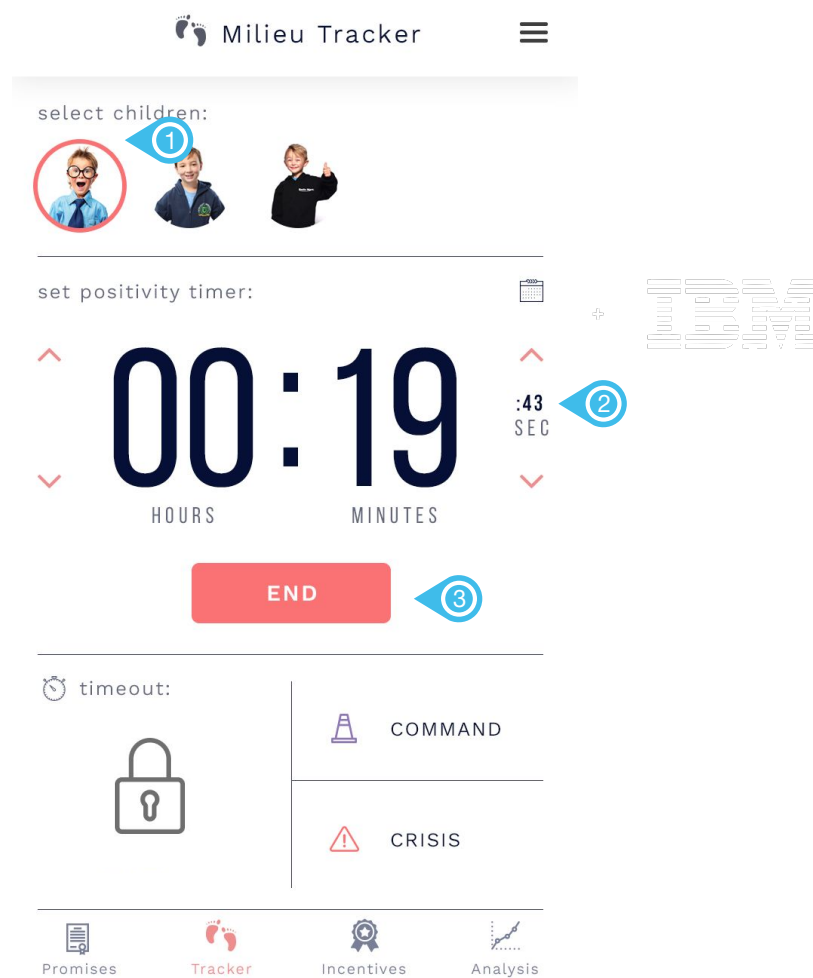 Milieu Tracker
select children:
1
set positivity timer:
+ IBM
00:19
:43
2
SEC
HOURS MINUTES
END
3
timeout:
COMMAND
CRISIS
Promises Tracker Incentives Analysis